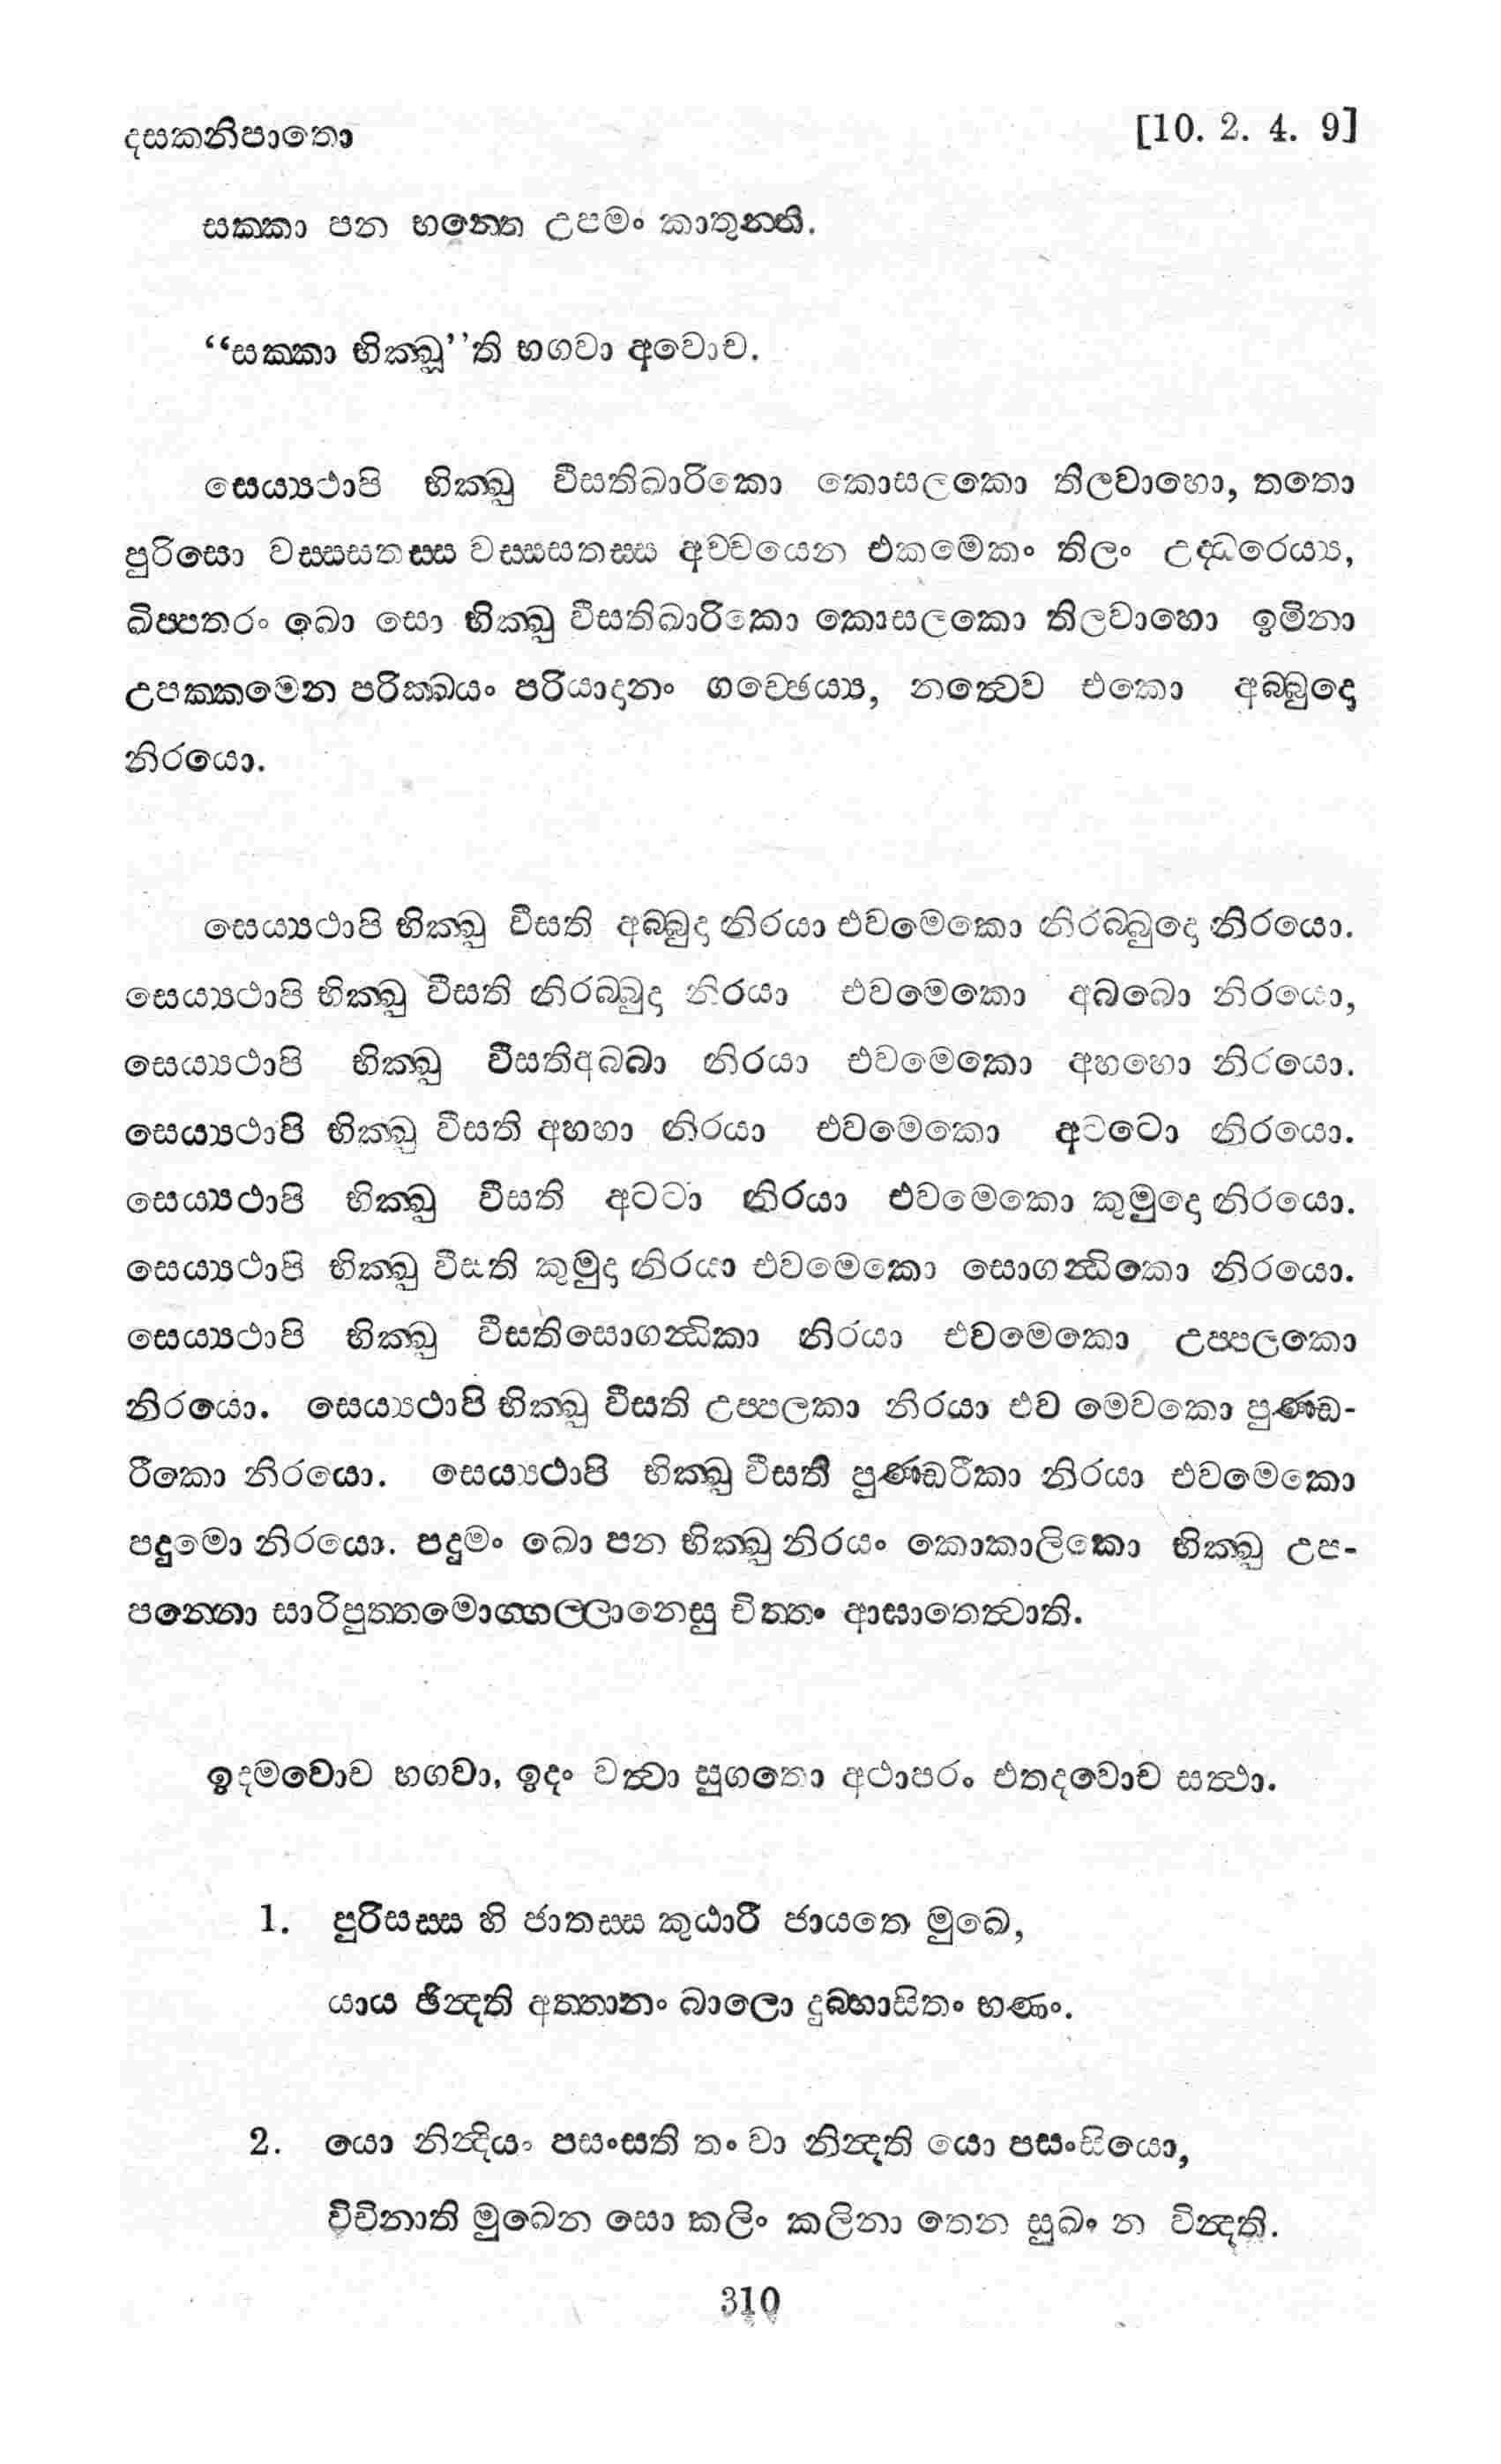 දසකනිපාතො
[10. 2. 4. 9]
සක්කා පන භන්තෙ උපමං කාතුන්ති.
“සක්කා භික්ඛූ”ති භගවා අවොච.
සෙය්‍යථාපි භික්ඛු වීසතිඛාරිකො කොසලකො තිලවාහො, තතො
පුරිසො වස්සසතස්ස වස්සසතස්ස අච්චයෙන එකමෙකං තිලං උද්ධරෙය්‍ය,
ඛිප්පතරං ඛො සො භික්ඛු වීසතිඛාරිකො කොසලකො තිලවාහො ඉමිනා
උපක්කමෙන පරික්ඛයං පරියාදානං ගච්ඡෙය්‍ය, නත්වෙව එකො අබ්බුදො
නිරයො.
සෙය්‍යථාපි භික්ඛු වීසති අබ්බුදා නිරයා එවමෙකො නිරබ්බුදො නිරයො.
සෙය්‍යථාපි භික්ඛු වීසති නිරබ්බුදා නිරයා එවමෙකො අබබො නිරයො,
සෙය්‍යථාපි භික්ඛු වීසතිඅබබා නිරයා එවමෙකො අහහො නිරයො.
සෙය්‍යථාපි භික්ඛු වීසති අහහා නිරයා එවමෙකො අටටො නිරයො.
සෙය්‍යථාපි භික්ඛු වීසති අටටා නිරයා එවමෙකො කුමුදො නිරයො.
සෙය්‍යථාපි භික්ඛු වීසති කුමුදා නිරයා එවමෙකො සොගන්ධිකො නිරයො.
සෙය්‍යථාපි භික්ඛු වීසතිසොගන්ධිකා නිරයා එවමෙකො උප්පලකො
නිරයො. සෙය්‍යථාපි භික්ඛු වීසති උප්පලකා නිරයා එව මෙවකො පුණ්ඩ-
රීකො නිරයො. සෙය්‍යථාපි භික්ඛු වීසති පුණ්ඩරීකා නිරයා එවමෙකො
පදුමො නිරයො. පදුමං ඛො පන භික්ඛු නිරයං කොකාලිකො භික්ඛු උප-
පන්නො සාරිපුත්තමොග්ගල්ලානෙසු චිත්තං ආඝාතෙත්වාති.
ඉදමවොච භගවා, ඉදං වත්වා සුගතො අථාපරං එතදවොච සත්ථා.
1. පුරිසස්ස හි ජාතස්ස කුඨාරී ජායතෙ මුඛෙ,
යාය ඡින්දති අත්තානං බාලො දුබ්භාසිතං භණං.
2. යො නින්දියං පසංසති තං වා නින්දති යො පසංසියො,
විචිනාති මුඛෙන සො කලිං කලිනා තෙන සුඛං න වින්දති.
310